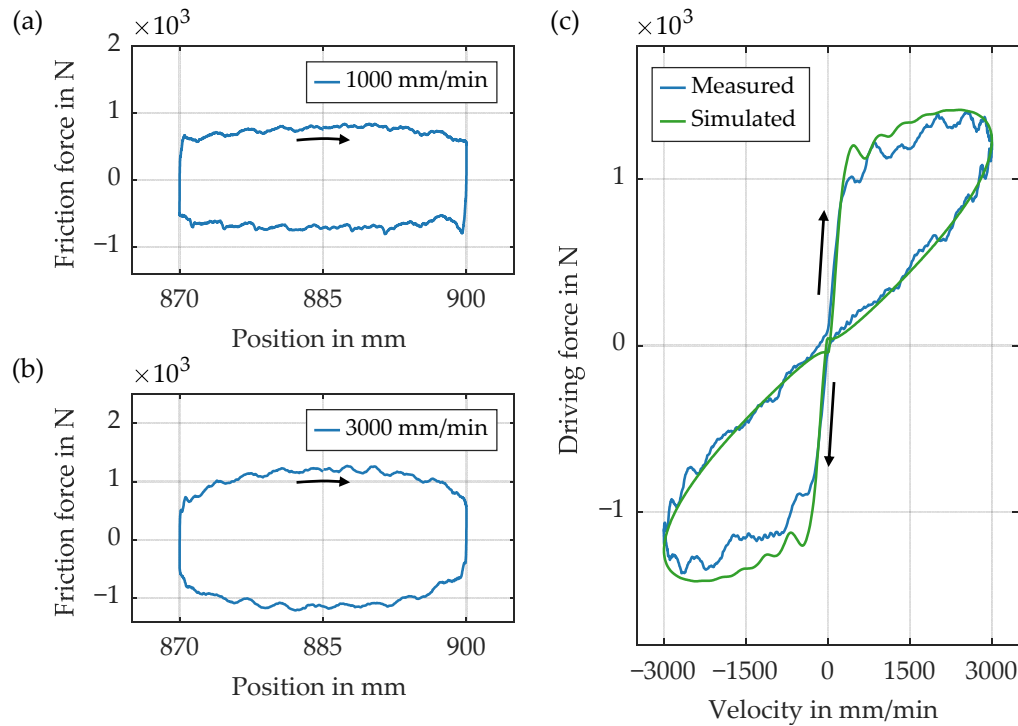 (a)
×10³
Friction force in N
2
1
0
−1
1000 mm/min
870
885
900
Position in mm
(b)
×10³
Friction force in N
2
1
0
−1
3000 mm/min
870
885
900
Position in mm
(c)
×10³
Driving force in N
1
0
−1
Measured
Simulated
−3000
−1500
0
1500
3000
Velocity in mm/min